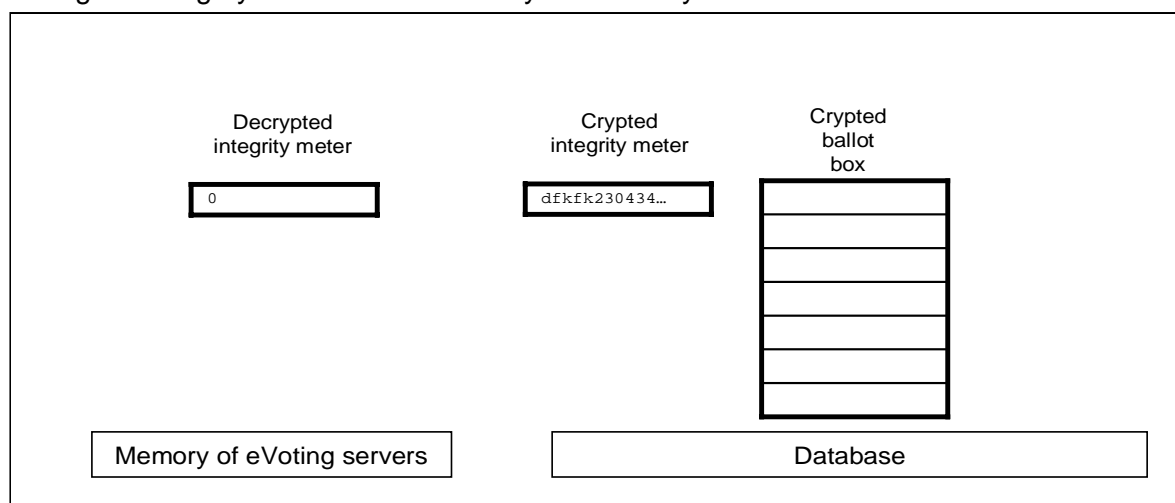 Decrypted
integrity meter
0
Crypted
integrity meter
dfkfk230434…
Crypted
ballot
box
Memory of eVoting servers
Database